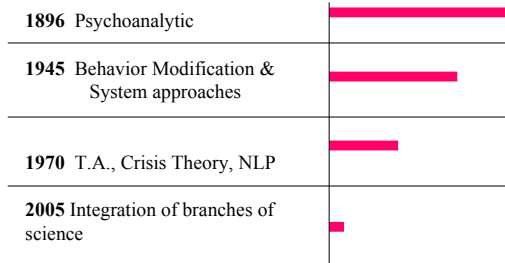 1896 Psychoanalytic
1945 Behavior Modification &
System approaches
1970 T.A., Crisis Theory, NLP
2005 Integration of branches of
science